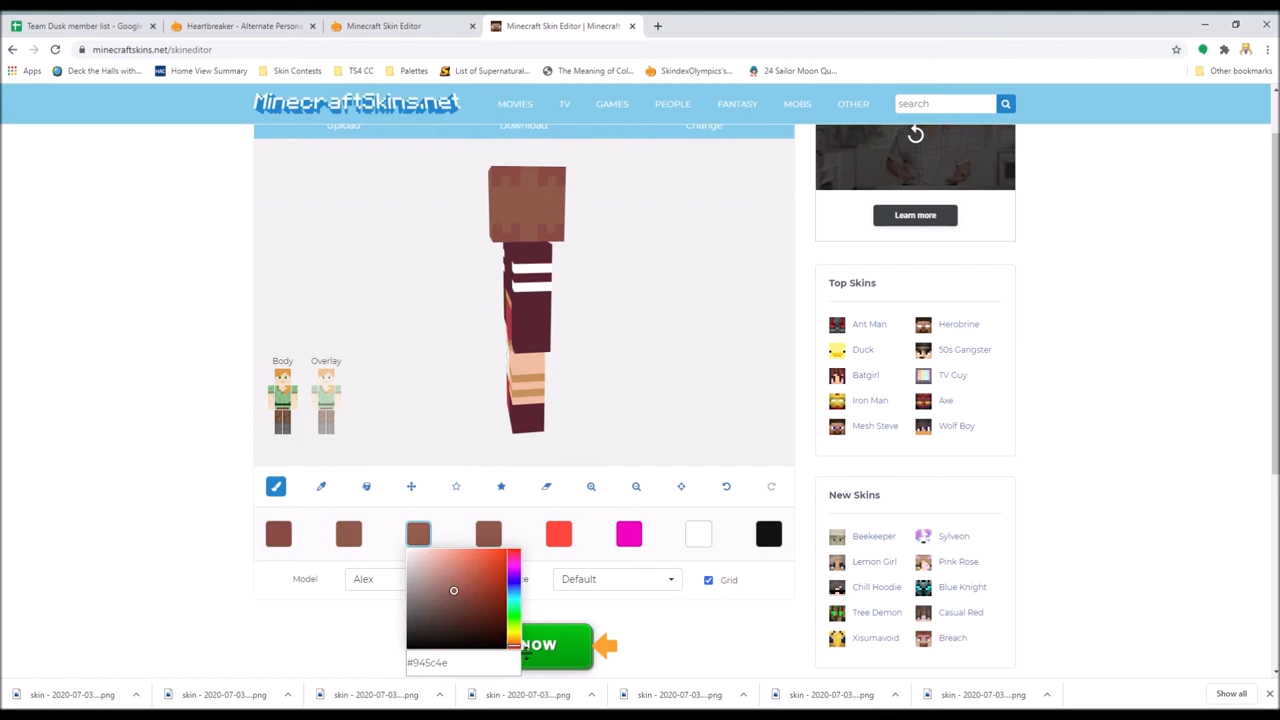 Team Dusk member list - Google
Heartbreaker - Alternate Persona
Minecraft Skin Editor
Minecraft Skin Editor | Minecraft
minecraftskins.net/skineditor
Apps
Deck the Halls with...
HAC
Home View Summary
Skin Contests
TS4 CC
Palettes
List of Supernatural...
The Meaning of Col...
SkindexOlympics's...
24 Sailor Moon Qu...
Other bookmarks
MinecraftSkins.net
MOVIES
TV
GAMES
PEOPLE
FANTASY
MOBS
OTHER
search
Upload
Download
Change
Learn more
Body
Overlay
Top Skins
Ant Man
Herobrine
Duck
50s Gangster
Batgirl
TV Guy
Iron Man
Axe
Mesh Steve
Wolf Boy
Model
Alex
Default
Grid
#945c4e
NOW
New Skins
Beekeeper
Sylveon
Lemon Girl
Pink Rose
Chill Hoodie
Blue Knight
Tree Demon
Casual Red
Xisumavoid
Breach
skin - 2020-07-03....png
skin - 2020-07-03....png
skin - 2020-07-03....png
skin - 2020-07-03....png
skin - 2020-07-03....png
skin - 2020-07-03....png
skin - 2020-07-03....png
Show all